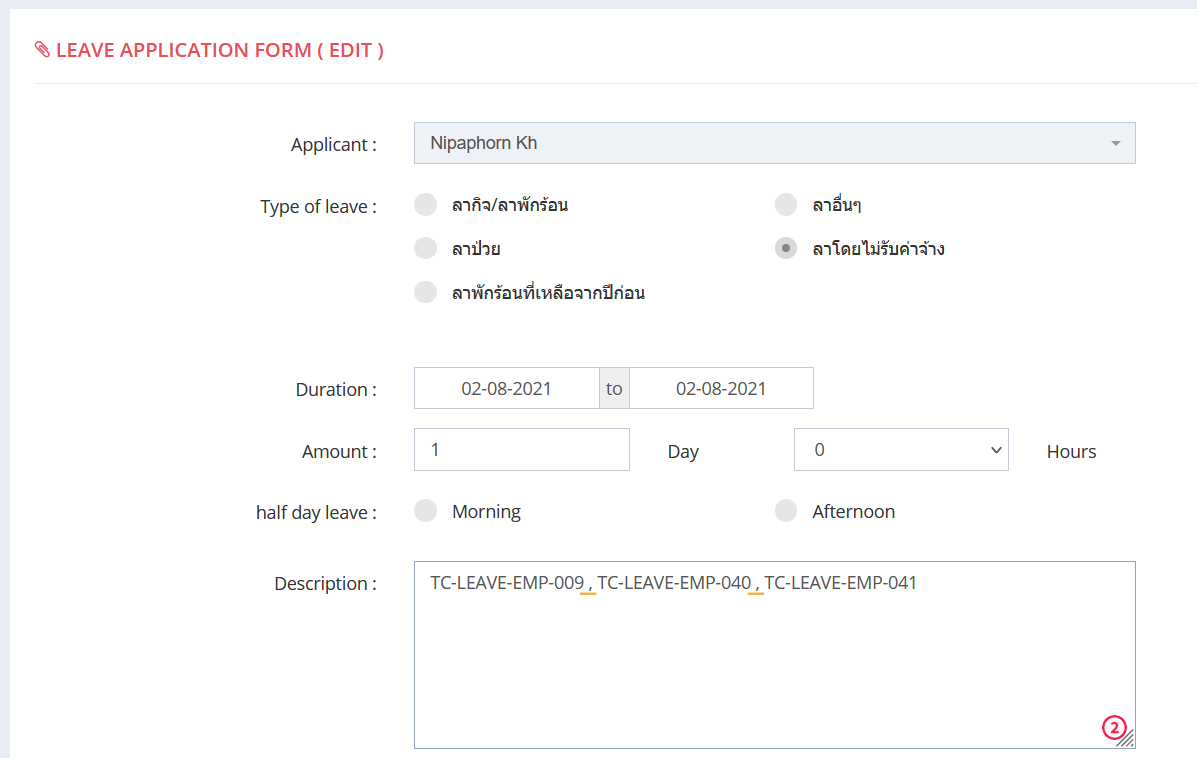 LEAVE APPLICATION FORM ( EDIT )
Applicant : Nipaphorn Kh
Type of leave : ลากิจ/ลาพักร้อน ลาอื่นๆ
ลาป่วย ลาโดยไม่รับค่าจ้าง
ลาพักร้อนที่เหลือจากปีก่อน
Duration : 02-08-2021 to 02-08-2021
Amount : 1 Day 0 Hours
half day leave : Morning Afternoon
Description : TC-LEAVE-EMP-009 , TC-LEAVE-EMP-040 , TC-LEAVE-EMP-041
2